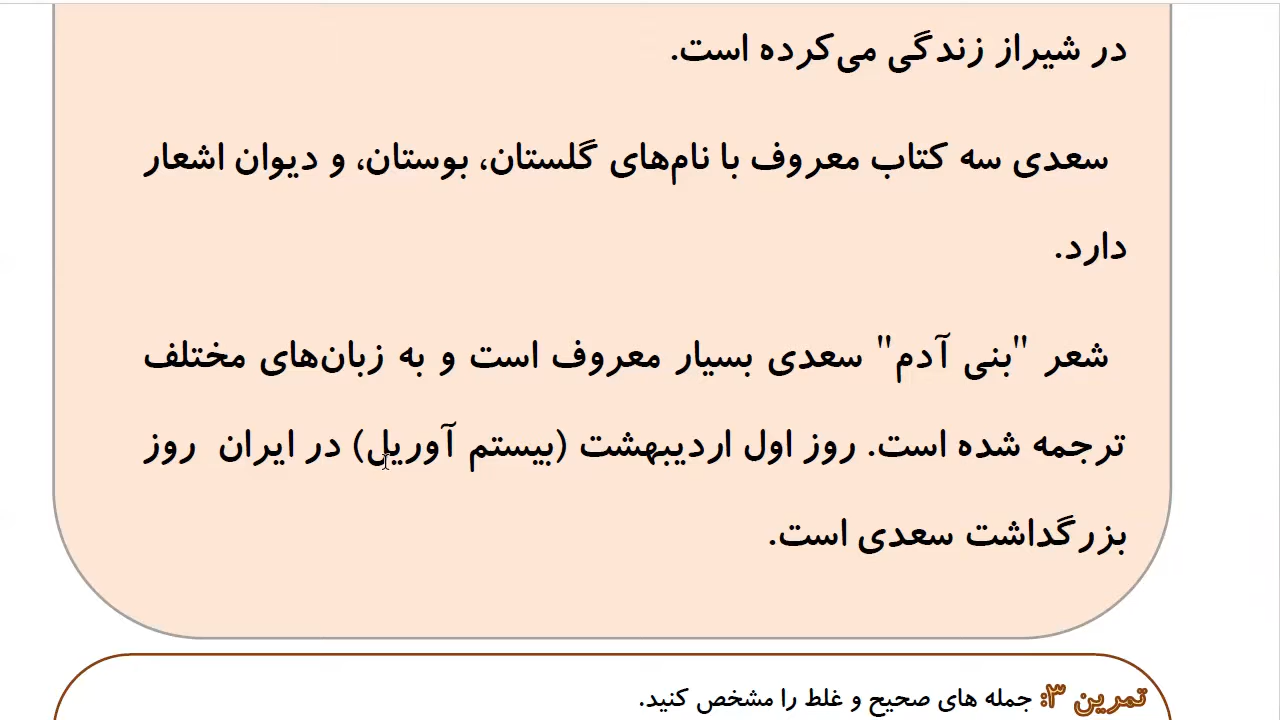 در شیراز زندگی می‌کرده است.
سعدی سه کتاب معروف با نام‌های گلستان، بوستان، و دیوان اشعار
دارد.
شعر "بنی آدم" سعدی بسیار معروف است و به زبان‌های مختلف
ترجمه شده است. روز اول اردیبهشت (بیستم آوریل) در ایران روز
بزرگداشت سعدی است.
تمرین ۳: جمله های صحیح و غلط را مشخص کنید.